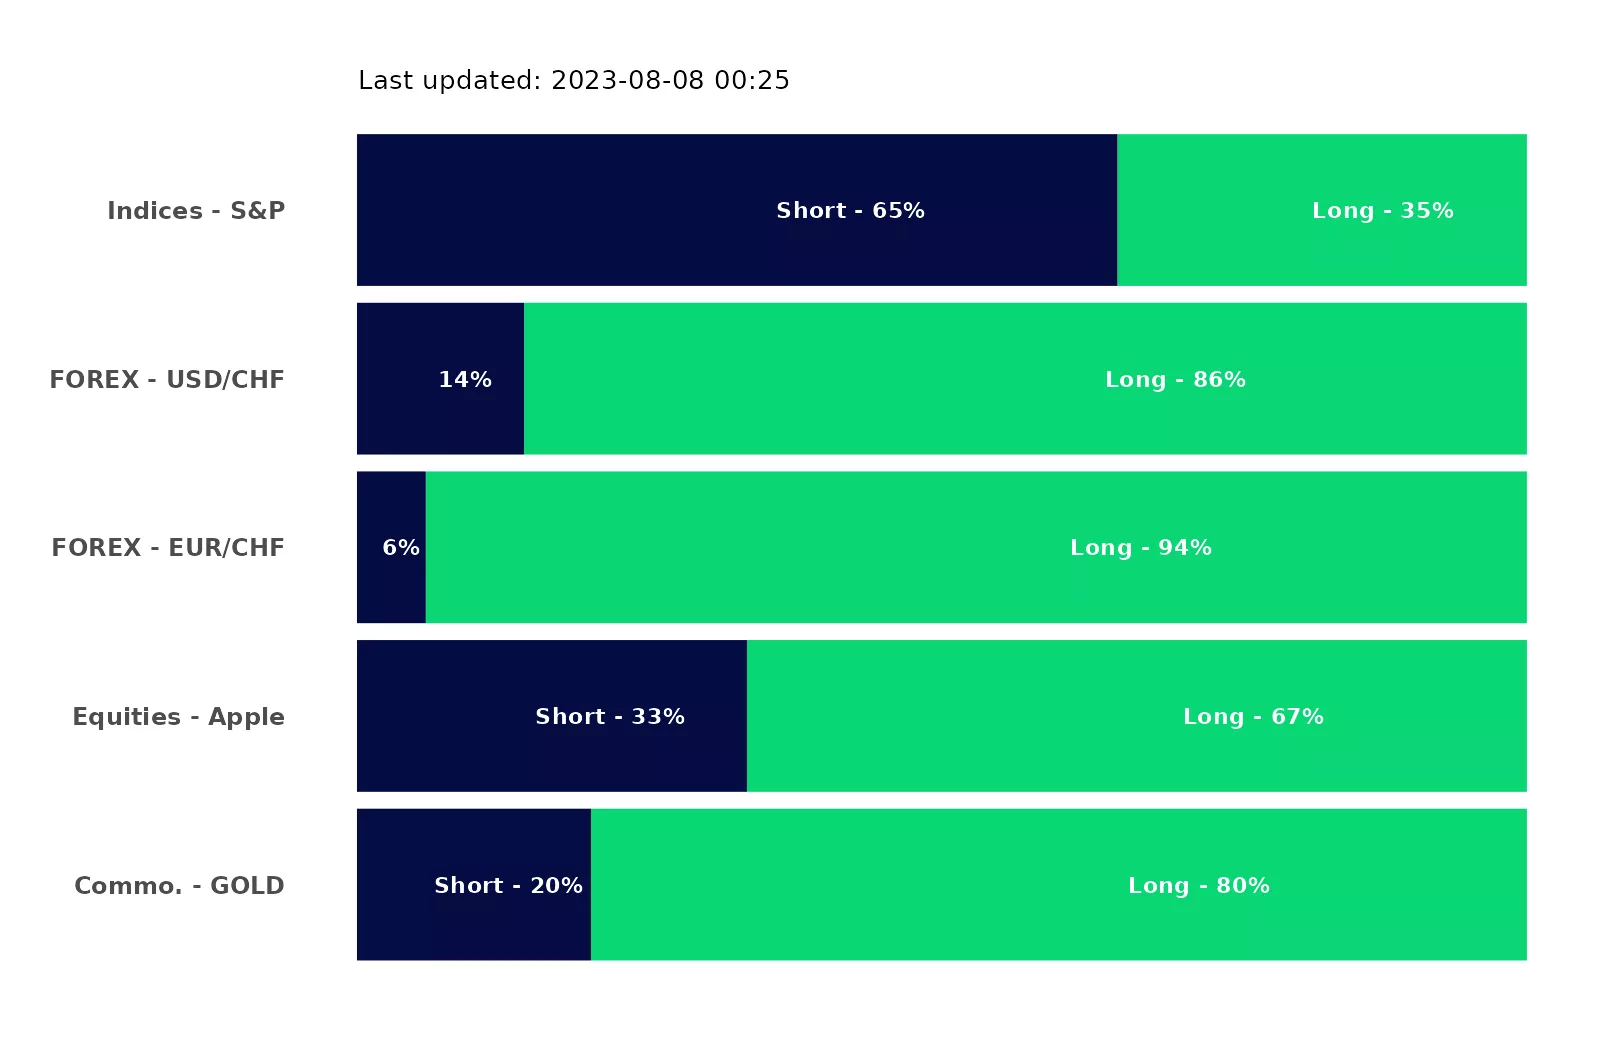 Last updated: 2023-08-08 00:25
Indices - S&P Short - 65% Long - 35%
FOREX - USD/CHF 14% Long - 86%
FOREX - EUR/CHF 6% Long - 94%
Equities - Apple Short - 33% Long - 67%
Commo. - GOLD Short - 20% Long - 80%